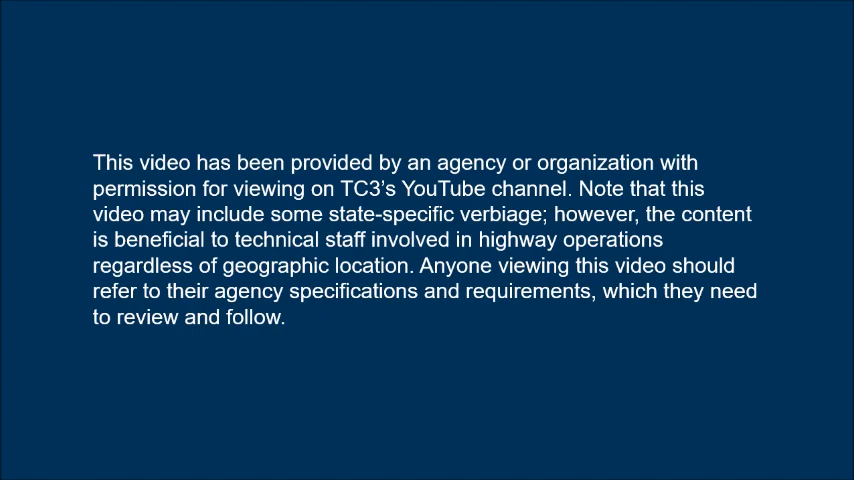 This video has been provided by an agency or organization with
permission for viewing on TC3’s YouTube channel. Note that this
video may include some state-specific verbiage; however, the content
is beneficial to technical staff involved in highway operations
regardless of geographic location. Anyone viewing this video should
refer to their agency specifications and requirements, which they need
to review and follow.